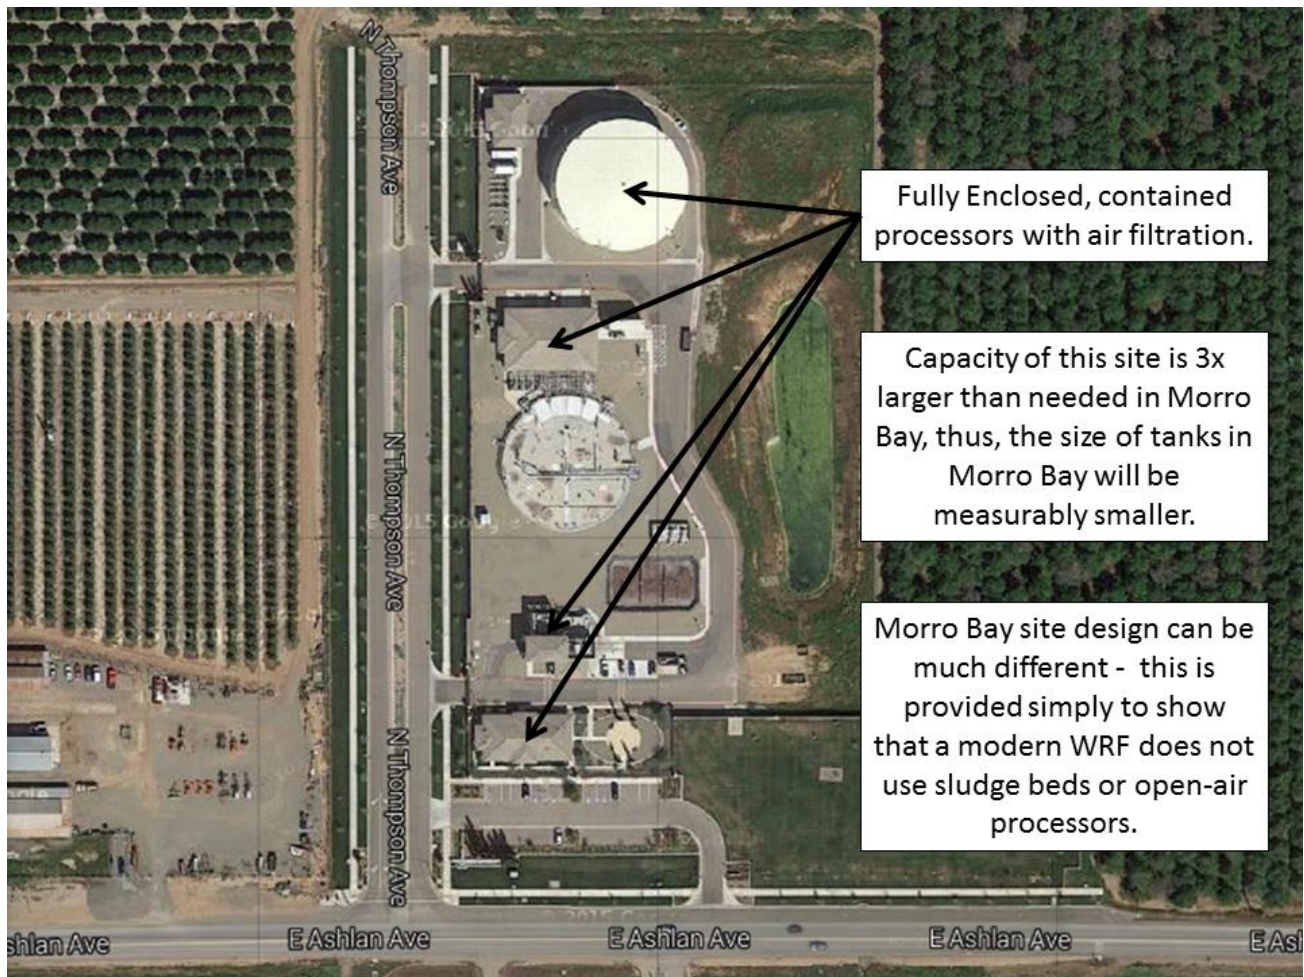 N Thompson Ave
Fully Enclosed, contained
processors with air filtration.
Capacity of this site is 3x
larger than needed in Morro
Bay, thus, the size of tanks in
Morro Bay will be
measurably smaller.
N Thompson Ave
2015 Google
Morro Bay site design can be
much different -  this is
provided simply to show
that a modern WRF does not
use sludge beds or open-air
processors.
N Thompson Ave
E Ashlan Ave
E Ashlan Ave
E Ashlan Ave